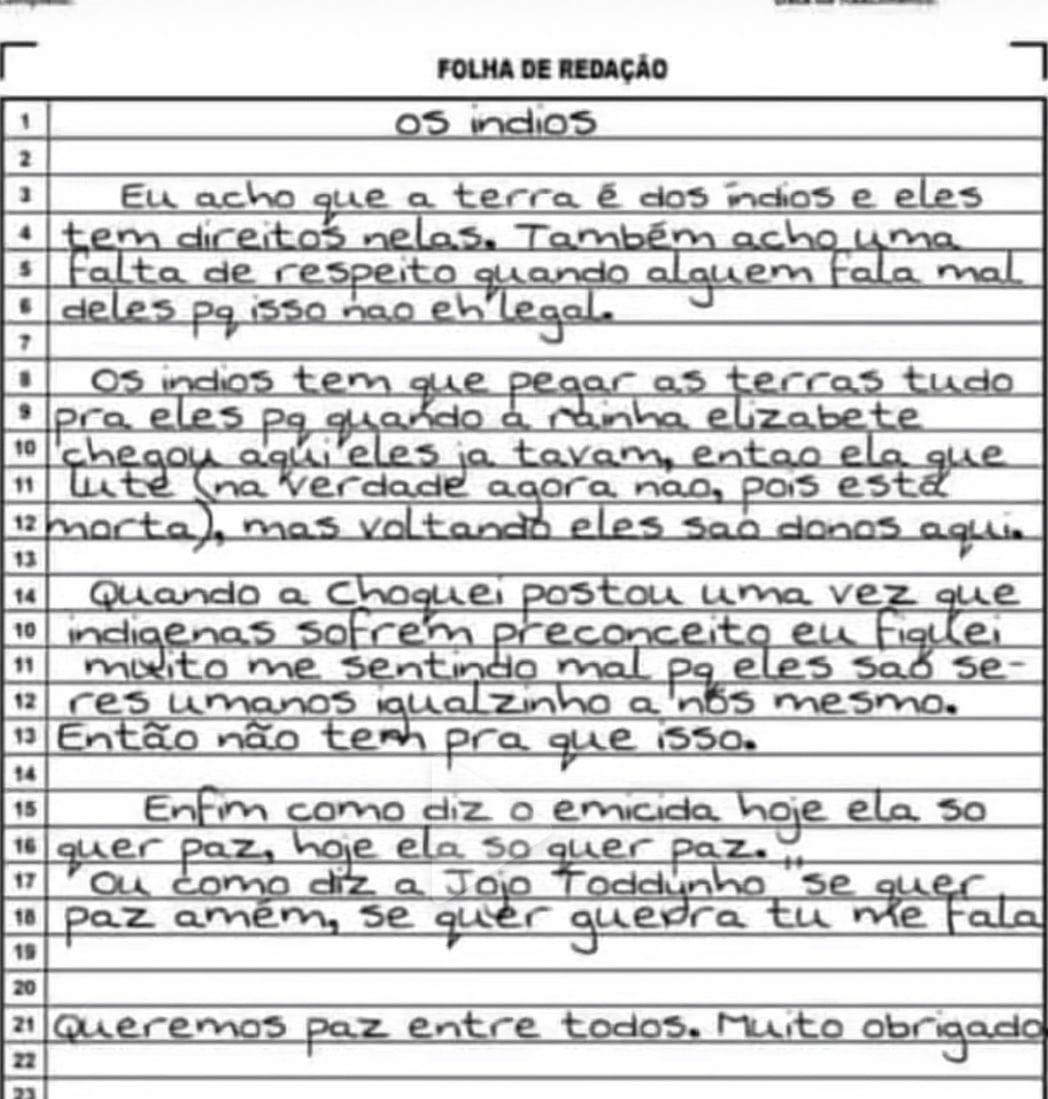 FOLHA DE REDAÇÃO
1 os indios
2
3 Eu acho que a terra é dos índios e eles
4 tem direitos nelas. Também acho uma
5 falta de respeito quando alguem fala mal
6 deles pq isso nao eh legal.
7
8 Os indios tem que pegar as terras tudo
9 pra eles pq quando a rainha elizabete
10 chegou aqui eles ja tavam, entao ela que
11 lute (na verdade agora nao, pois está
12 morta), mas voltando eles sao donos aqui.
13
14 Quando a Choquei postou uma vez que
10 indigenas sofrem preconceito eu fiquei
11 muito me sentindo mal pq eles sao se-
12 res umanos igualzinho a nós mesmo.
13 Então não tem pra que isso.
14
15 Enfim como diz o emicida hoje ela so
16 quer paz, hoje ela so quer paz.
17 Ou como diz a Jojo Toddynho "se quer
18 paz amém, se quer guerra tu me fala
19
20
21 Queremos paz entre todos. Muito obrigado
22
23